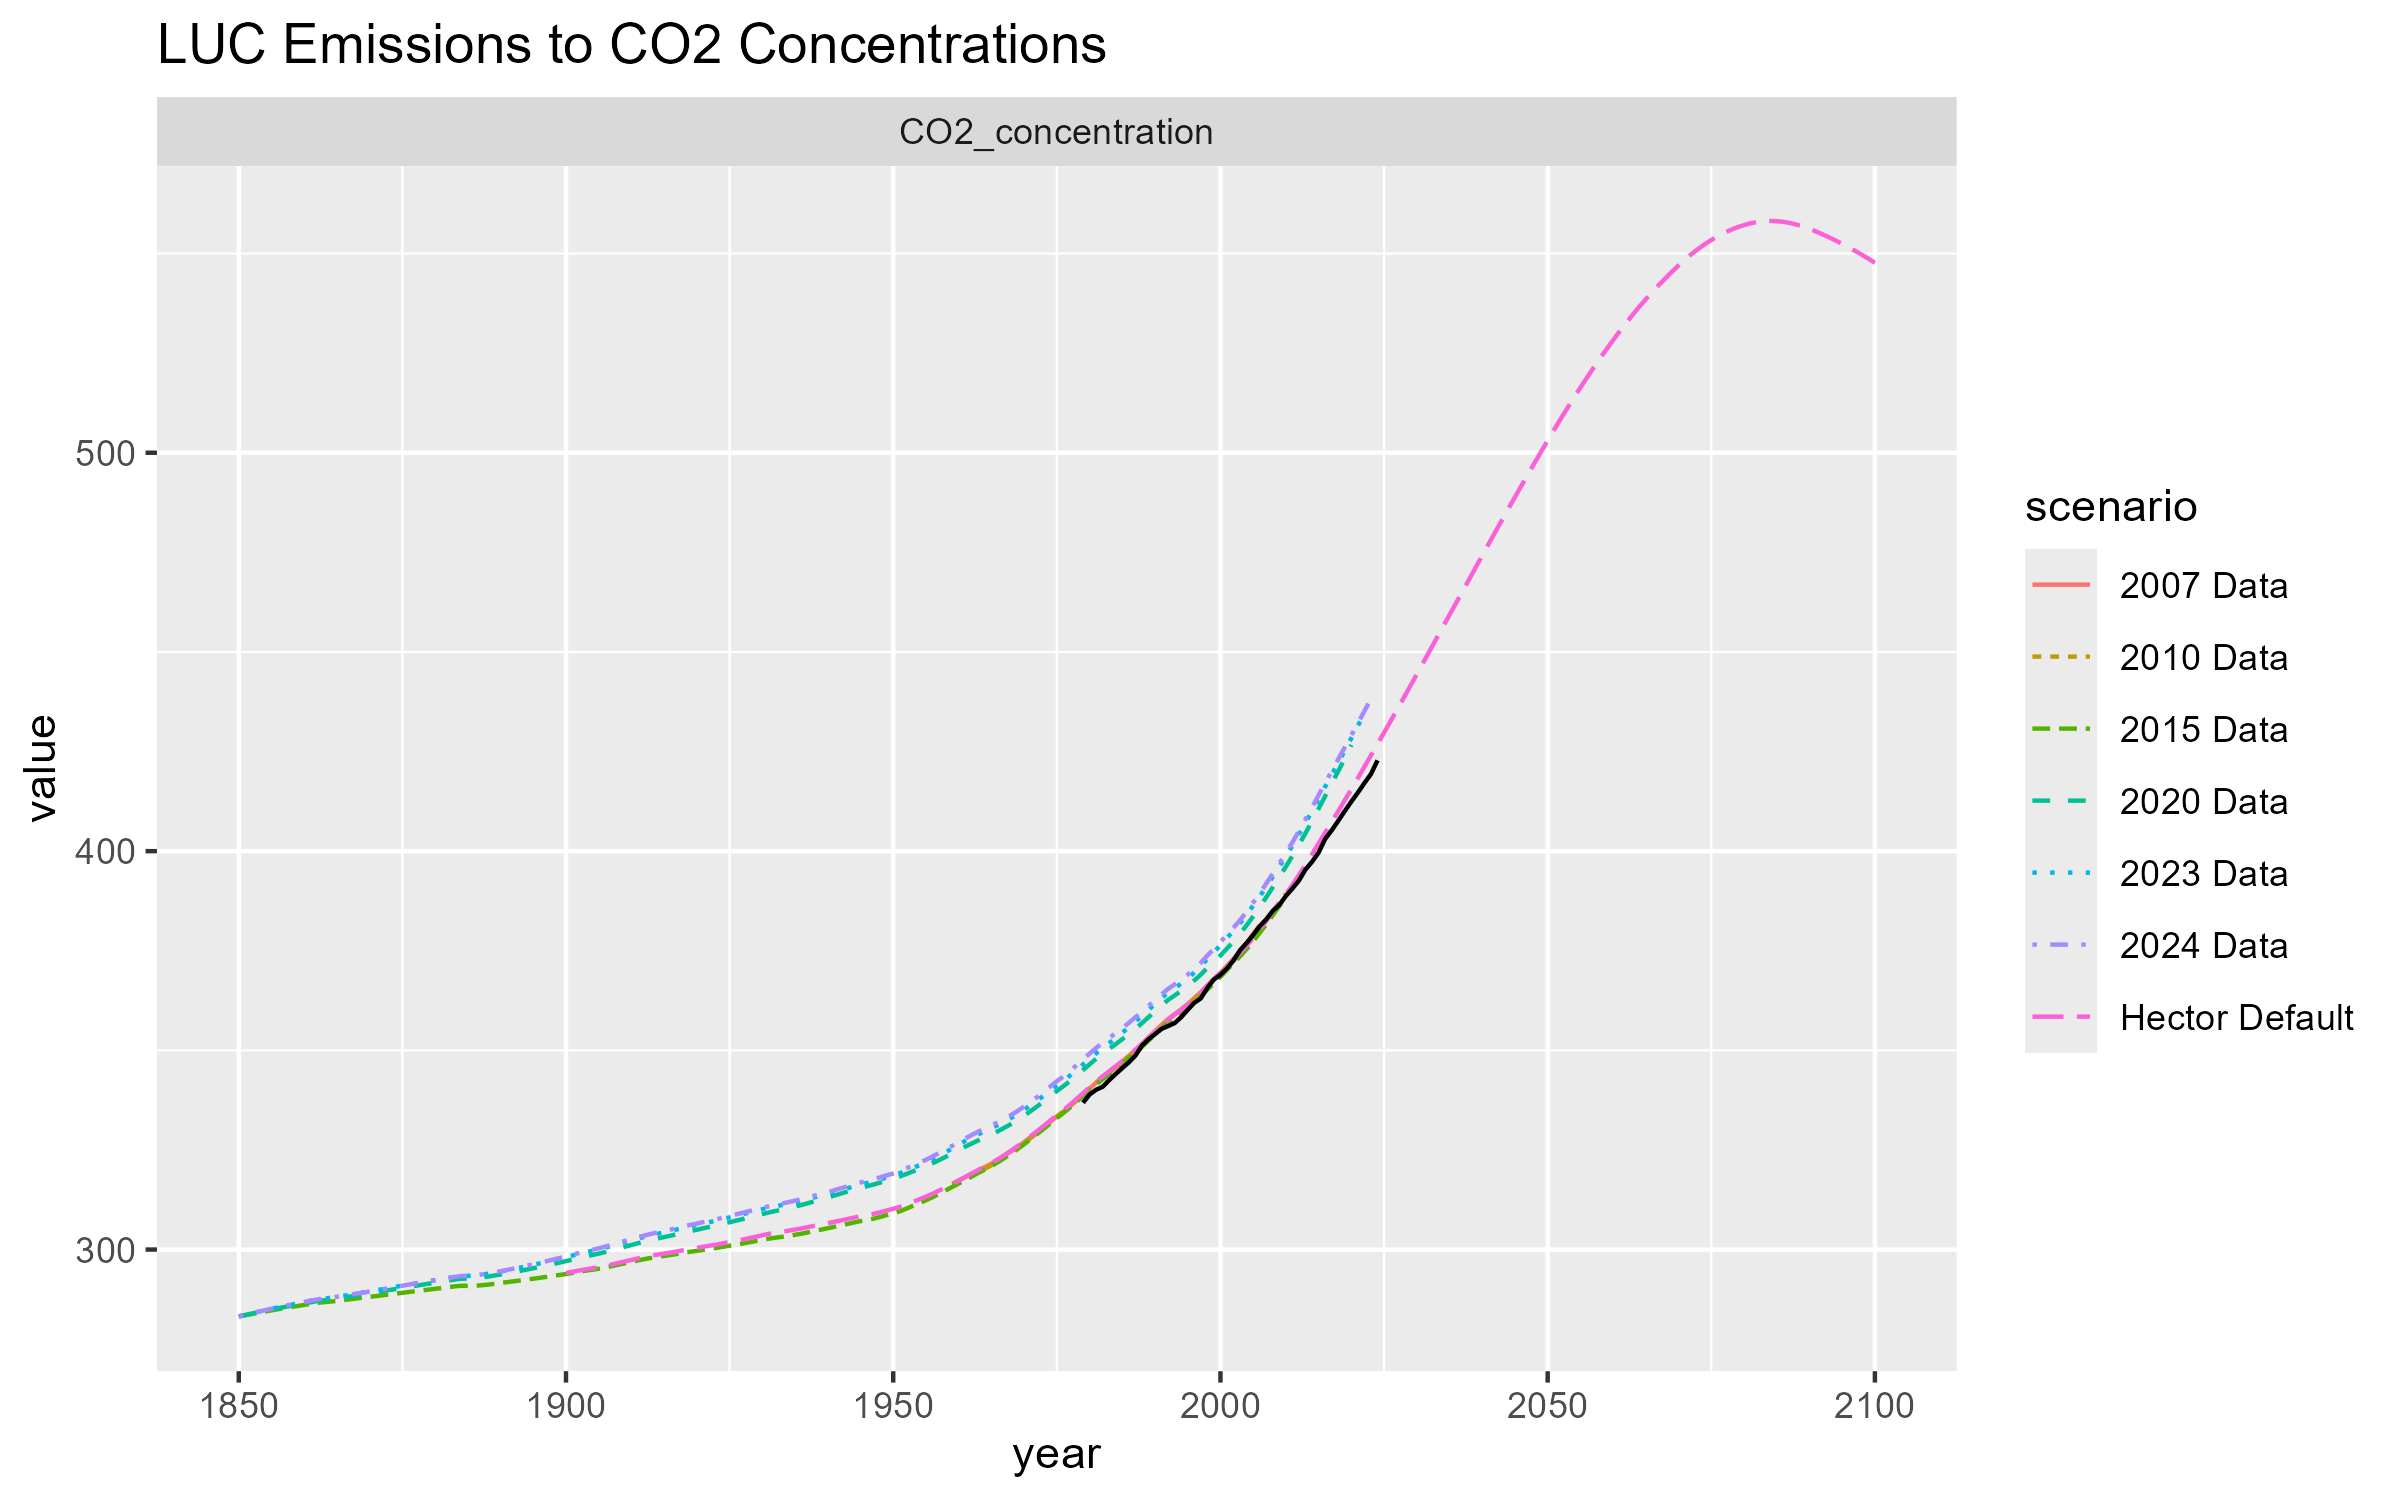 LUC Emissions to CO2 Concentrations
CO2_concentration
500
400
300
value
1850 1900 1950 2000 2050 2100
year
scenario
2007 Data
2010 Data
2015 Data
2020 Data
2023 Data
2024 Data
Hector Default